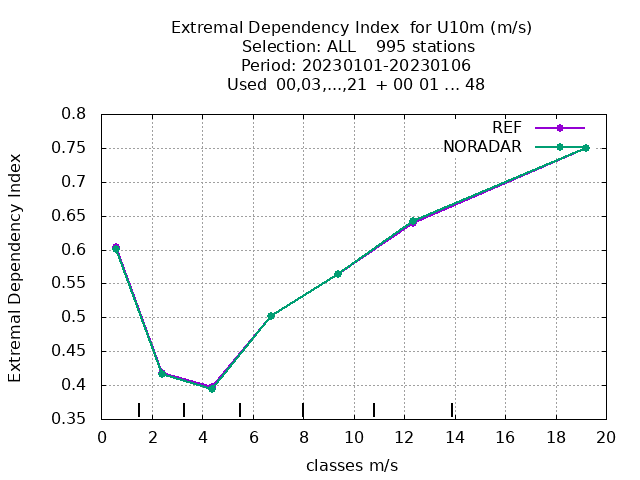 Extremal Dependency Index  for U10m (m/s)
Selection: ALL    995 stations
Period: 20230101-20230106
Used  00,03,...,21  + 00 01 ... 48
REF
NORADAR
Extremal Dependency Index
0.8
0.75
0.7
0.65
0.6
0.55
0.5
0.45
0.4
0.35
0 2 4 6 8 10 12 14 16 18 20
classes m/s